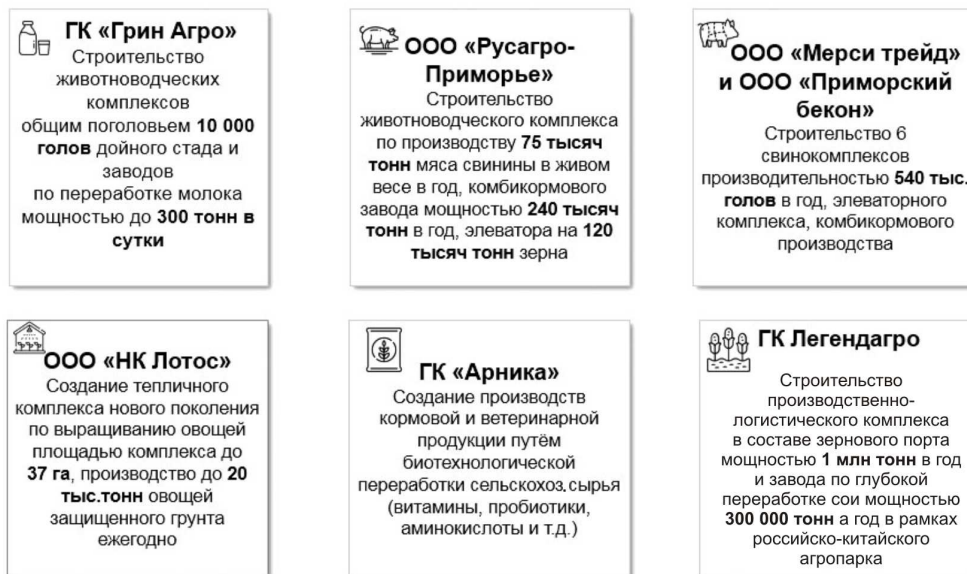 ГК «Грин Агро»
Строительство
животноводческих
комплексов
общим поголовьем 10 000
голов дойного стада и
заводов
по переработке молока
мощностью до 300 тонн в
сутки
ООО «Русагро-
Приморье»
Строительство
животноводческого комплекса
по производству 75 тысяч
тонн мяса свинины в живом
весе в год, комбикормового
завода мощностью 240 тысяч
тонн в год, элеватора на 120
тысяч тонн зерна
ООО «Мерси трейд»
и ООО «Приморский
бекон»
Строительство 6
свинокомплексов
производительностью 540 тыс.
голов в год, элеваторного
комплекса, комбикормового
производства
ООО «НК Лотос»
Создание тепличного
комплекса нового поколения
по выращиванию овощей
площадью комплекса до
37 га, производство до 20
тыс.тонн овощей
защищенного грунта
ежегодно
ГК «Арника»
Создание производств
кормовой и ветеринарной
продукции путём
биотехнологической
переработки сельскохоз.сырья
(витамины, пробиотики,
аминокислоты и т.д.)
ГК Легендагро
Строительство
производственно-
логистического комплекса
в составе зернового порта
мощностью 1 млн тонн в год
и завода по глубокой
переработке сои мощностью
300 000 тонн а год в рамках
российско-китайского
агропарка